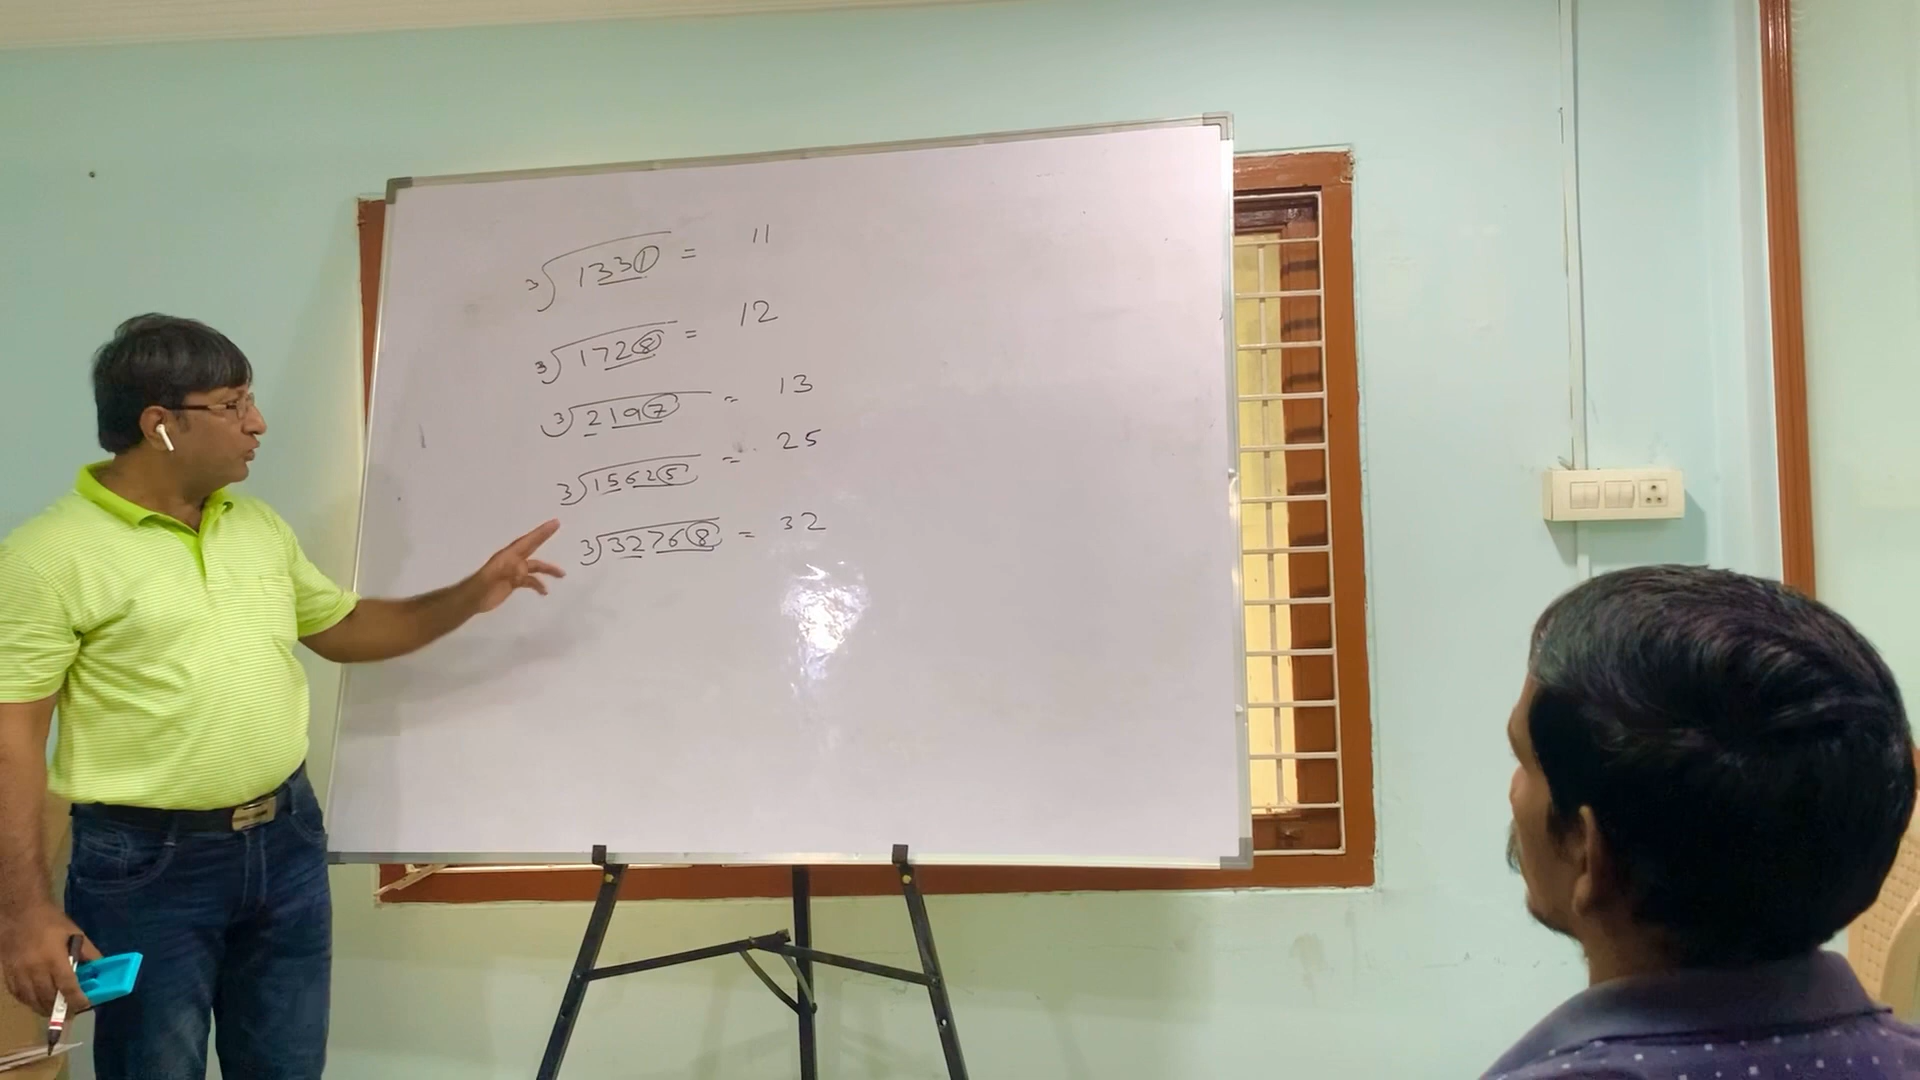 ³√1331 = 11
³√1728 = 12
³√2197 = 13
³√15625 = 25
³√32768 = 32